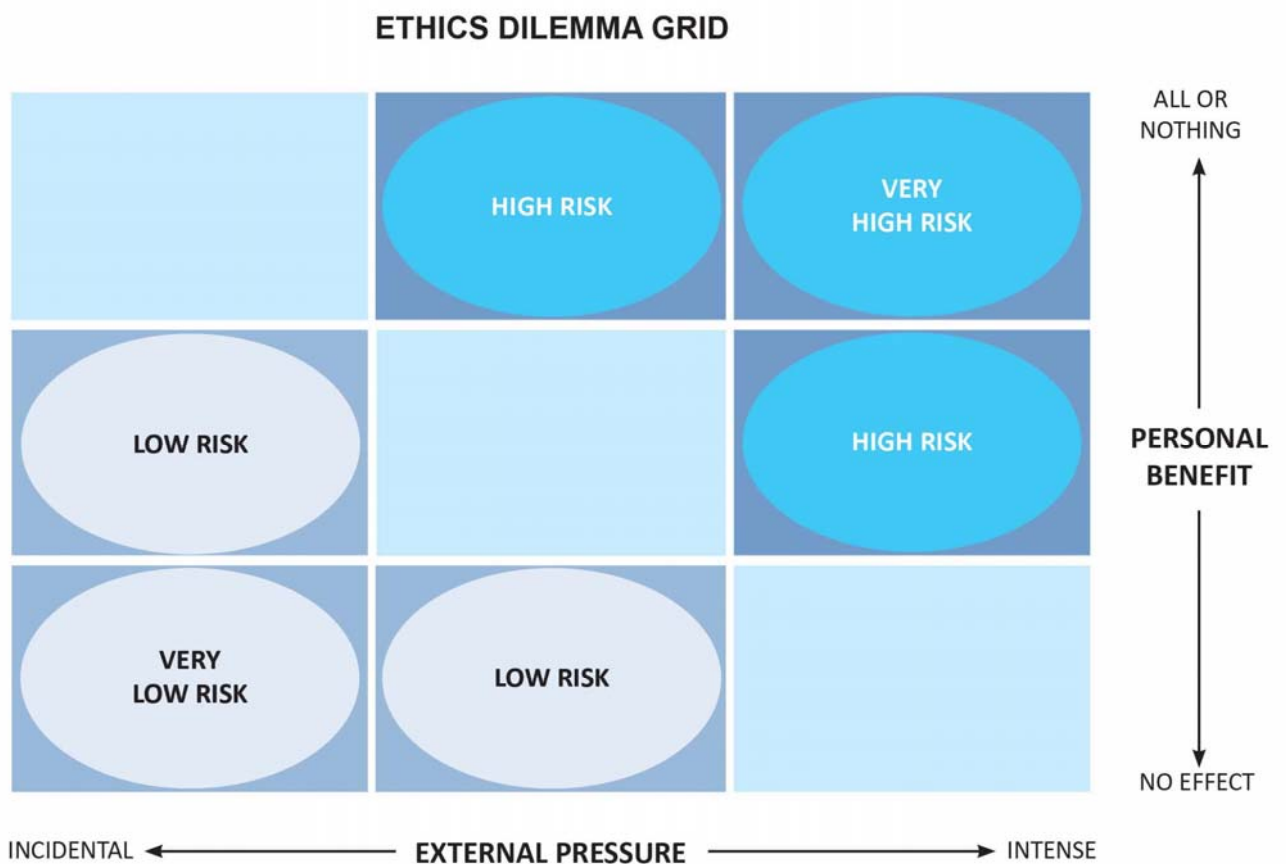 ETHICS DILEMMA GRID
ALL OR
NOTHING
HIGH RISK
VERY
HIGH RISK
LOW RISK
HIGH RISK
PERSONAL
BENEFIT
VERY
LOW RISK
LOW RISK
NO EFFECT
INCIDENTAL
EXTERNAL PRESSURE
INTENSE